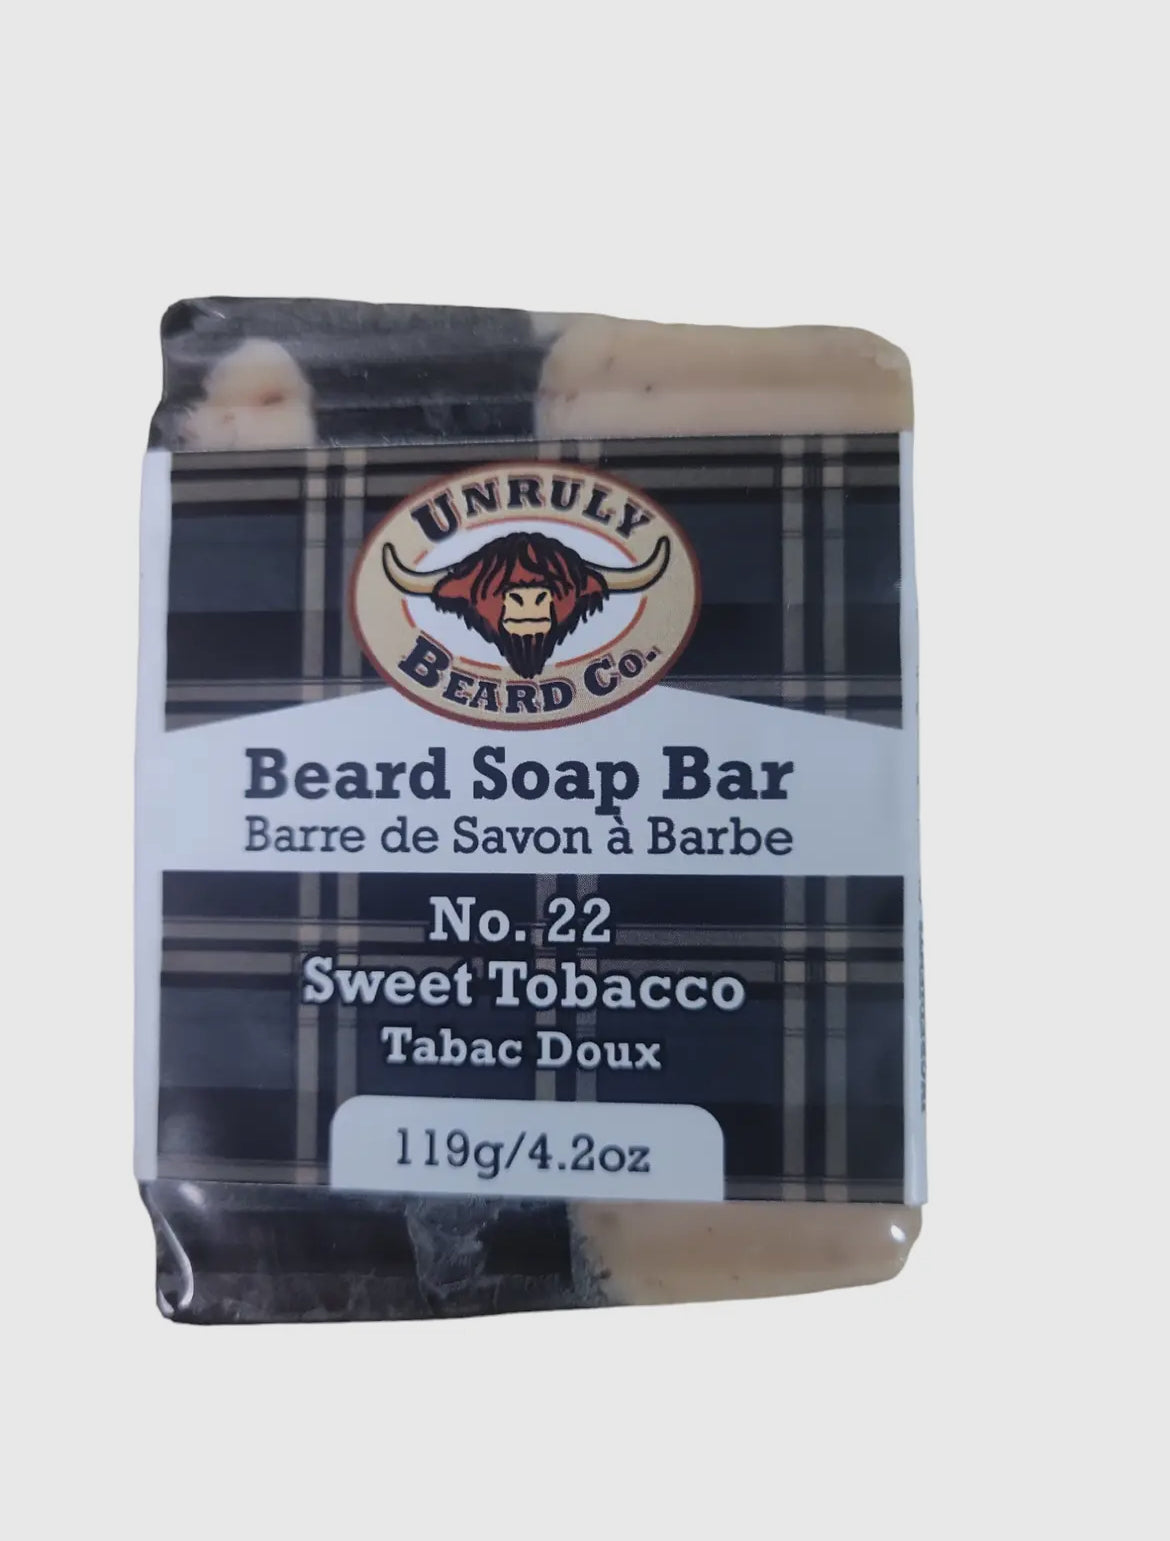 UNRULY
BEARD CO.
Beard Soap Bar
Barre de Savon à Barbe
No. 22
Sweet Tobacco
Tabac Doux
119g/4.2oz